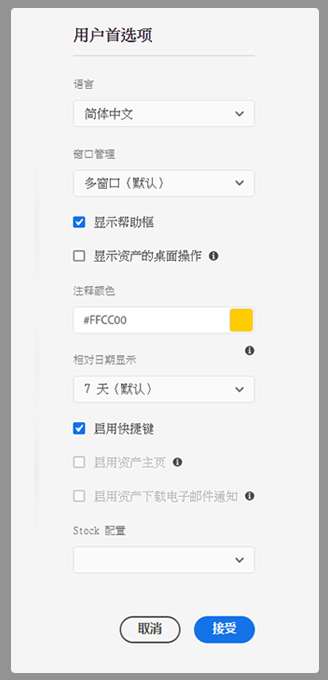 用户首选项
语言
简体中文
窗口管理
多窗口（默认）
显示帮助框
显示资产的桌面操作
注释颜色
#FFCC00
相对日期显示
7 天（默认）
启用快捷键
启用资产主页
启用资产下载电子邮件通知
Stock 配置
取消
接受